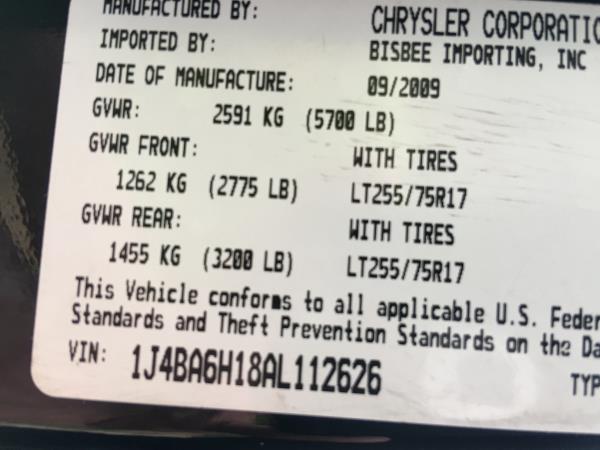 MANUFACTURED BY: CHRYSLER CORPORATIO
IMPORTED BY: BISBEE IMPORTING, INC
DATE OF MANUFACTURE: 09/2009
GVWR: 2591 KG (5700 LB)
GVWR FRONT: WITH TIRES
1262 KG (2775 LB) LT255/75R17
GVWR REAR: WITH TIRES
1455 KG (3200 LB) LT255/75R17
This Vehicle conforms to all applicable U.S. Feder
Standards and Theft Prevention Standards on the Da
VIN: 1J4BA6H18AL112626 TYP